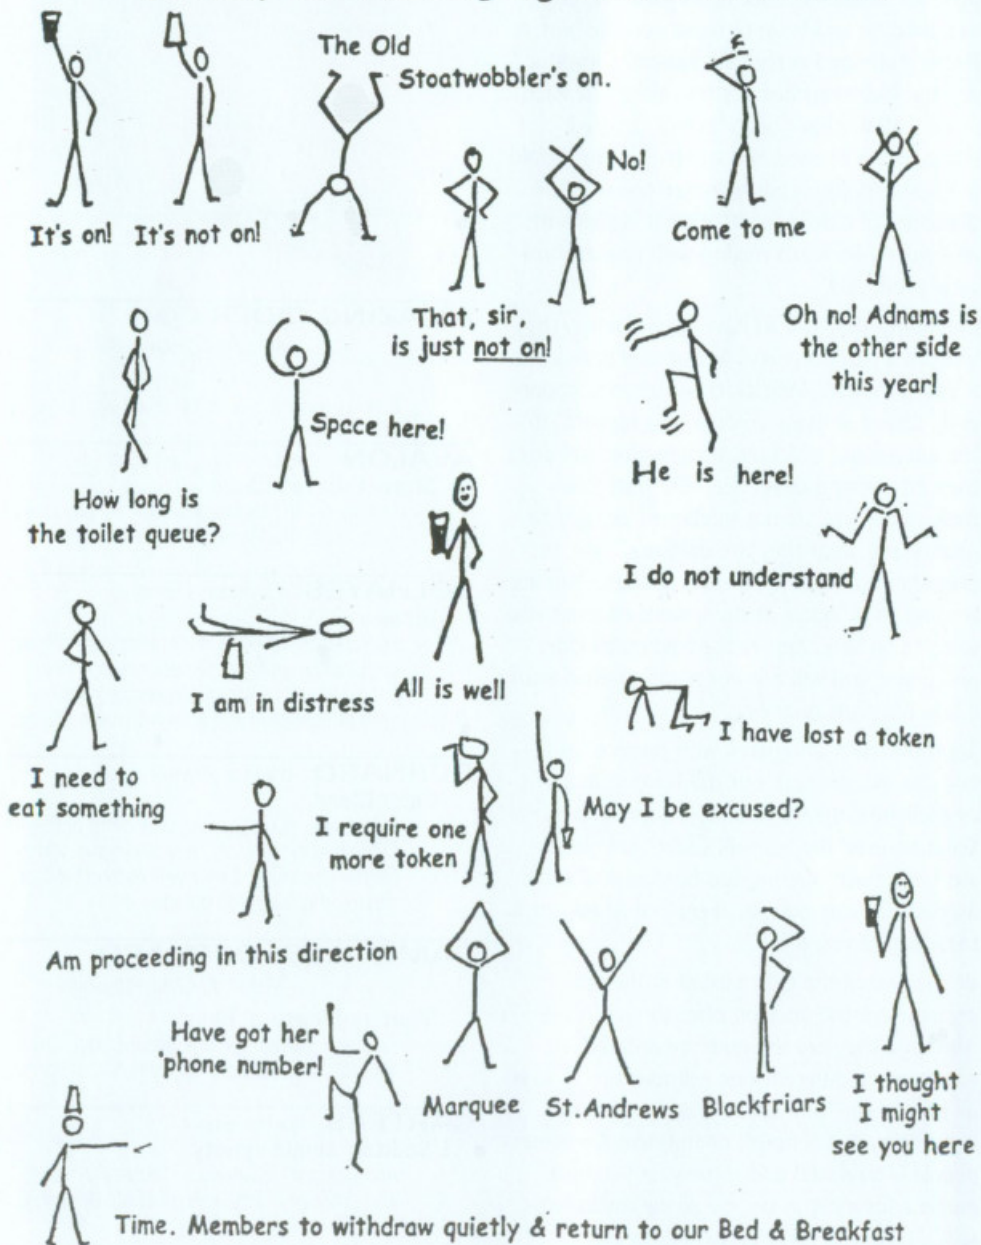 The Old
Stoatwobbler's on.
No!
It's on!
It's not on!
Come to me
That, sir,
is just not on!
Oh no! Adnams is
the other side
this year!
Space here!
He is here!
How long is
the toilet queue?
I do not understand
I am in distress
All is well
I have lost a token
I need to
eat something
I require one
more token
May I be excused?
Am proceeding in this direction
Have got her
'phone number!
Marquee
St.Andrews
Blackfriars
I thought
I might
see you here
Time. Members to withdraw quietly & return to our Bed & Breakfast